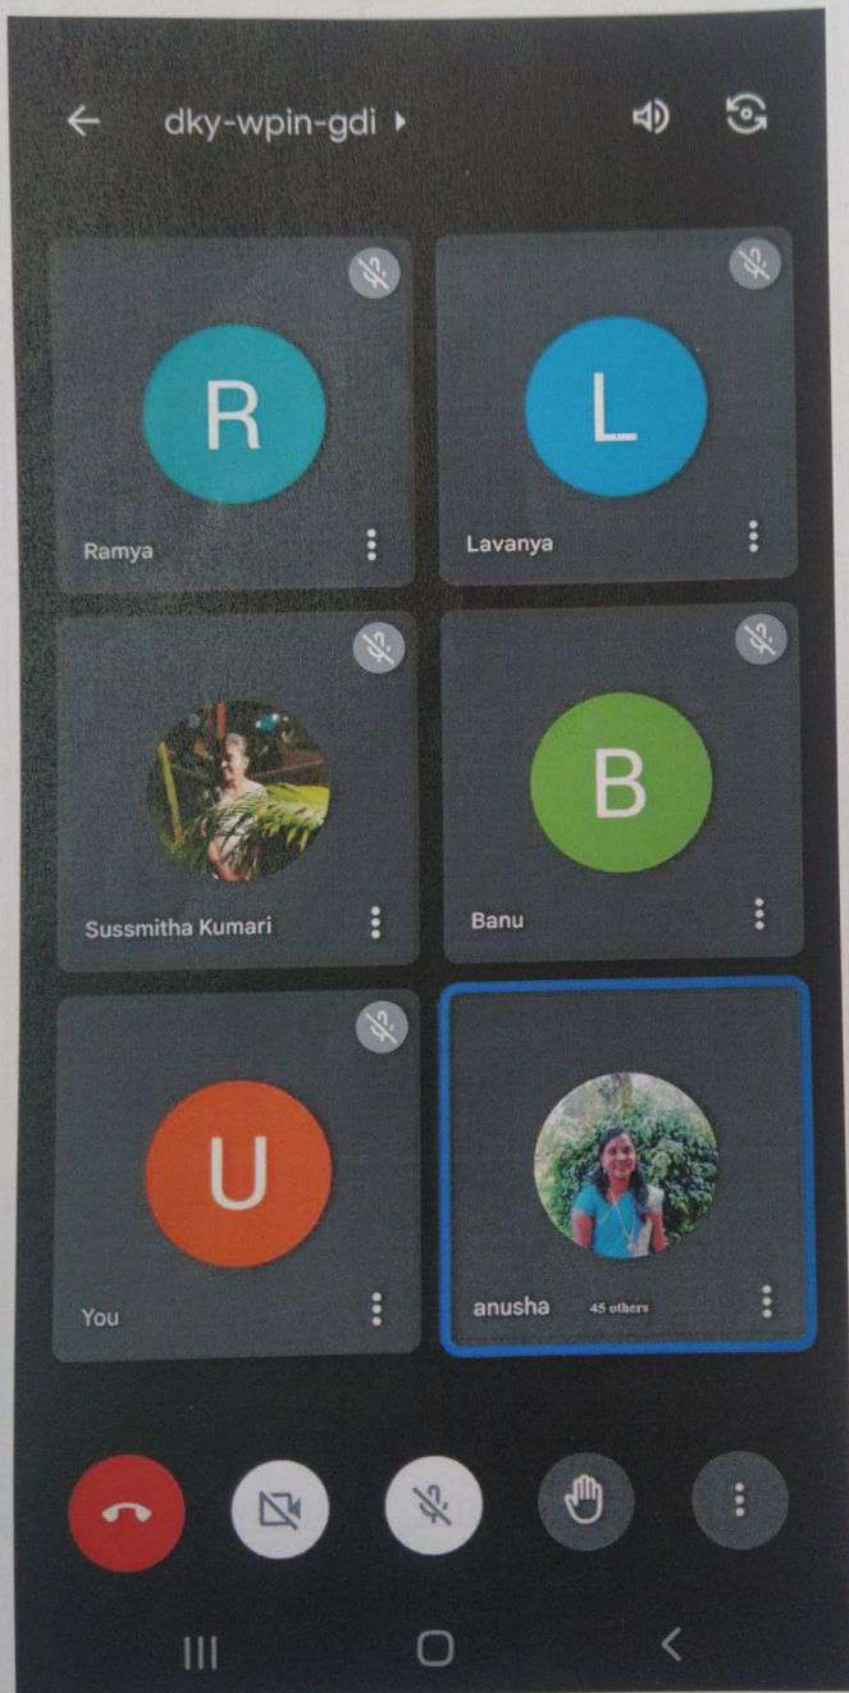 dky-wpin-gdi
R
L
Ramya
Lavanya
B
Sussmitha Kumari
Banu
U
You
anusha 45 others